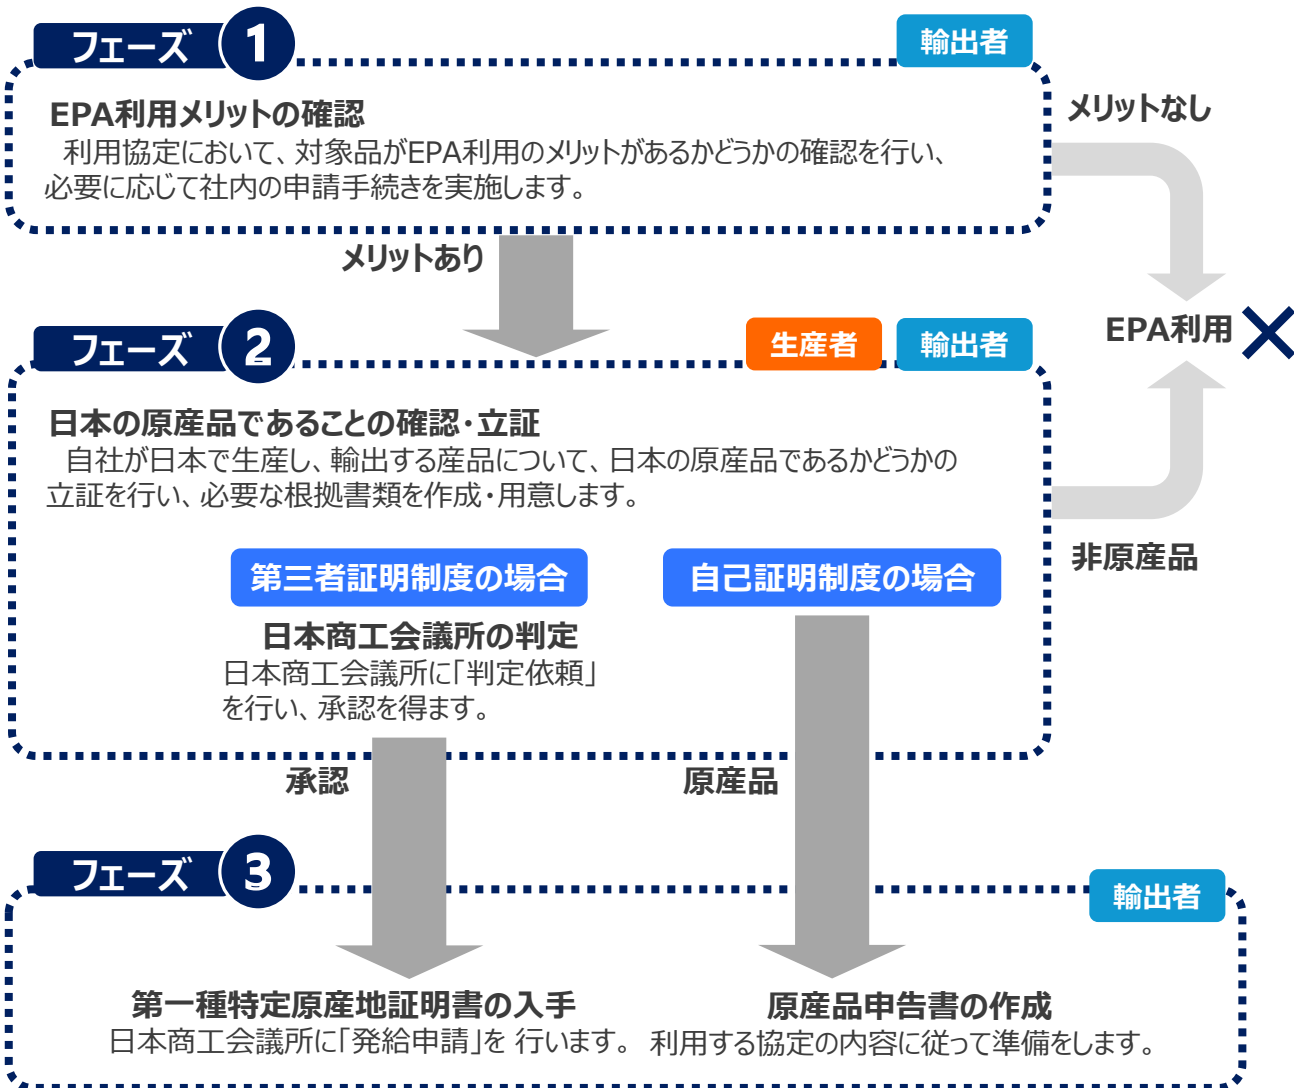 フェーズ 1
輸出者
EPA利用メリットの確認
利用協定において、対象品がEPA利用のメリットがあるかどうかの確認を行い、
必要に応じて社内の申請手続きを実施します。
メリットなし
メリットあり
EPA利用
フェーズ 2
生産者
輸出者
日本の原産品であることの確認・立証
自社が日本で生産し、輸出する産品について、日本の原産品であるかどうかの
立証を行い、必要な根拠書類を作成・用意します。
非原産品
第三者証明制度の場合
自己証明制度の場合
日本商工会議所の判定
日本商工会議所に「判定依頼」
を行い、承認を得ます。
承認
原産品
フェーズ 3
輸出者
第一種特定原産地証明書の入手
日本商工会議所に「発給申請」を 行います。
原産品申告書の作成
利用する協定の内容に従って準備をします。